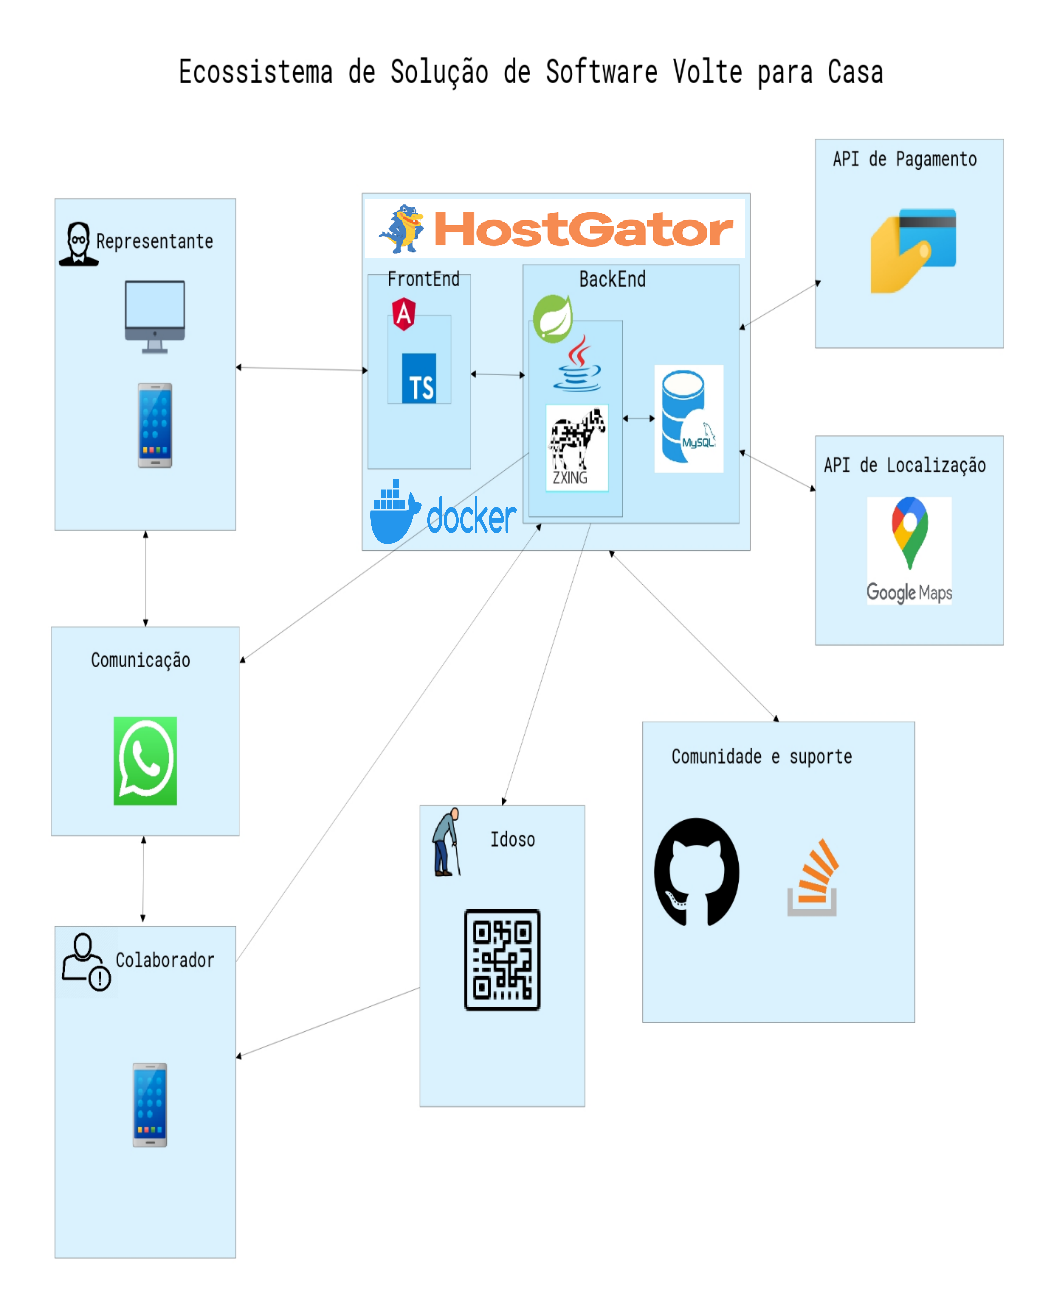 Ecossistema de Solução de Software Volte para Casa
API de Pagamento
Representante
HostGator
FrontEnd
BackEnd
A
TS
ZXING
MySQL
docker
API de Localização
Google Maps
Comunicação
Comunidade e suporte
Idoso
Colaborador